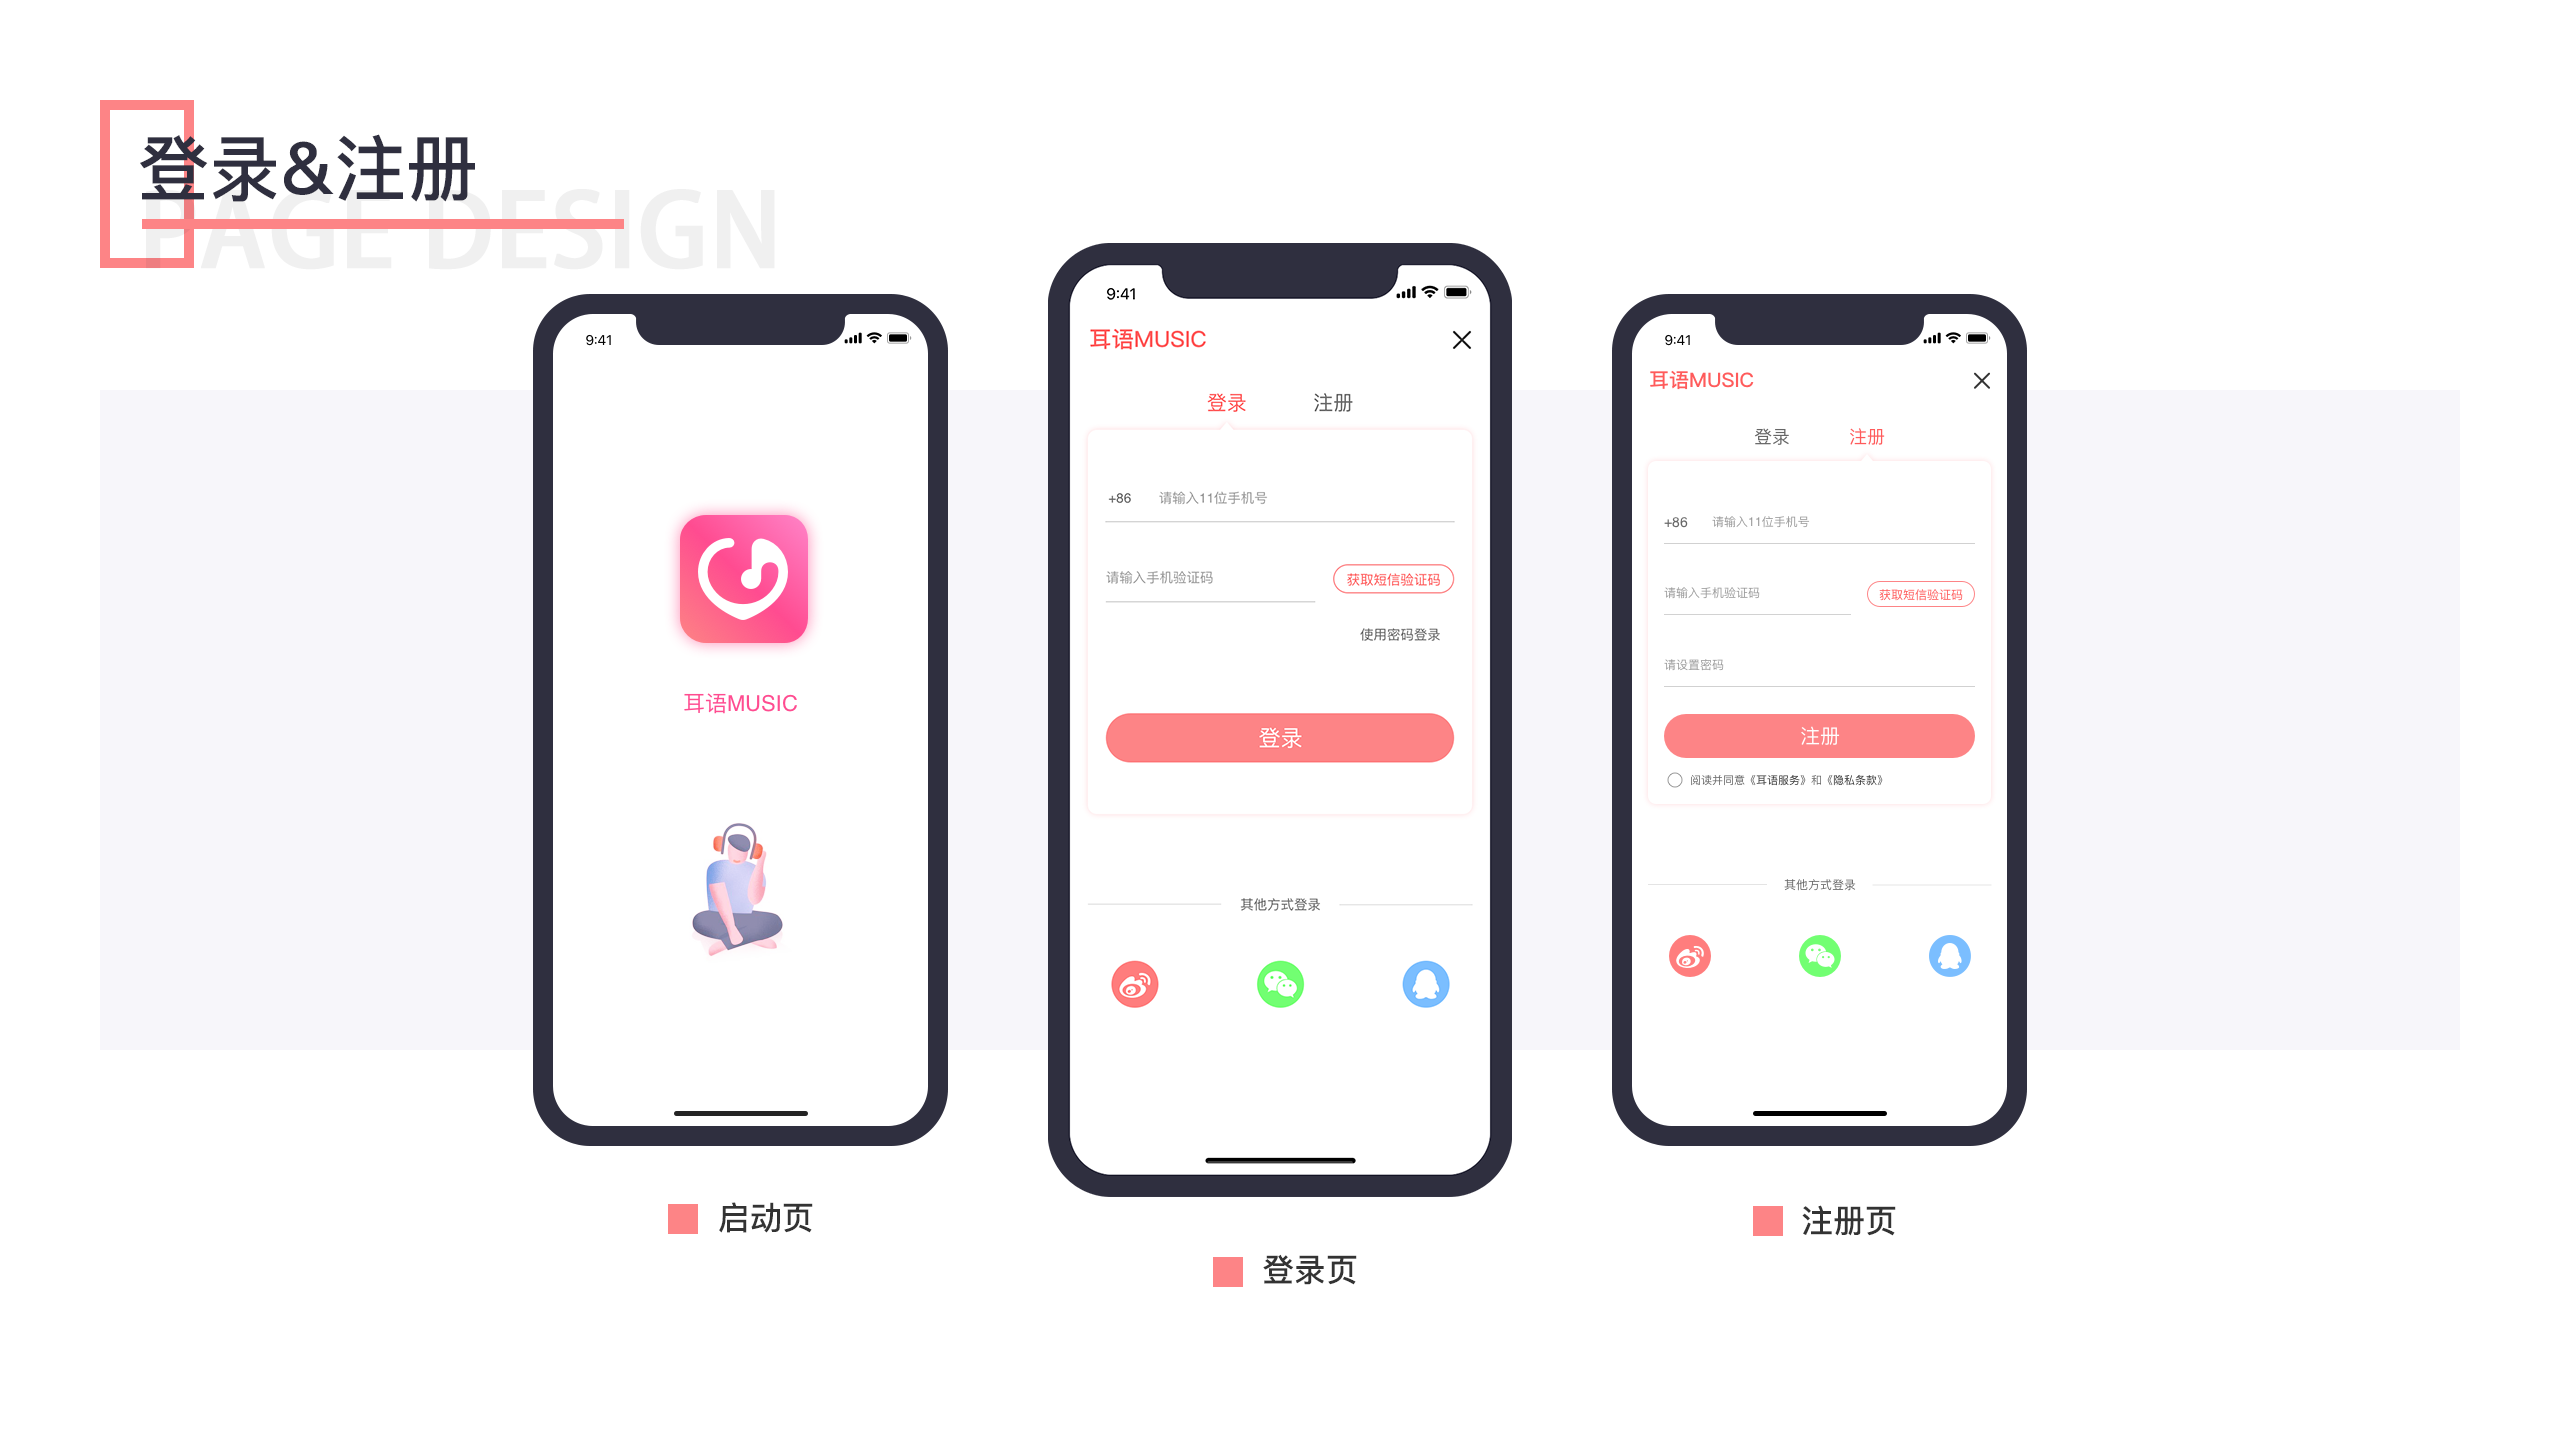 登录&注册
PAGE DESIGN
9:41
耳语MUSIC
启动页
9:41
耳语MUSIC
登录 注册
+86 请输入11位手机号
请输入手机验证码 获取短信验证码
使用密码登录
登录
其他方式登录
登录页
9:41
耳语MUSIC
登录 注册
+86 请输入11位手机号
请输入手机验证码 获取短信验证码
请设置密码
注册
阅读并同意《耳语服务》和《隐私条款》
其他方式登录
注册页